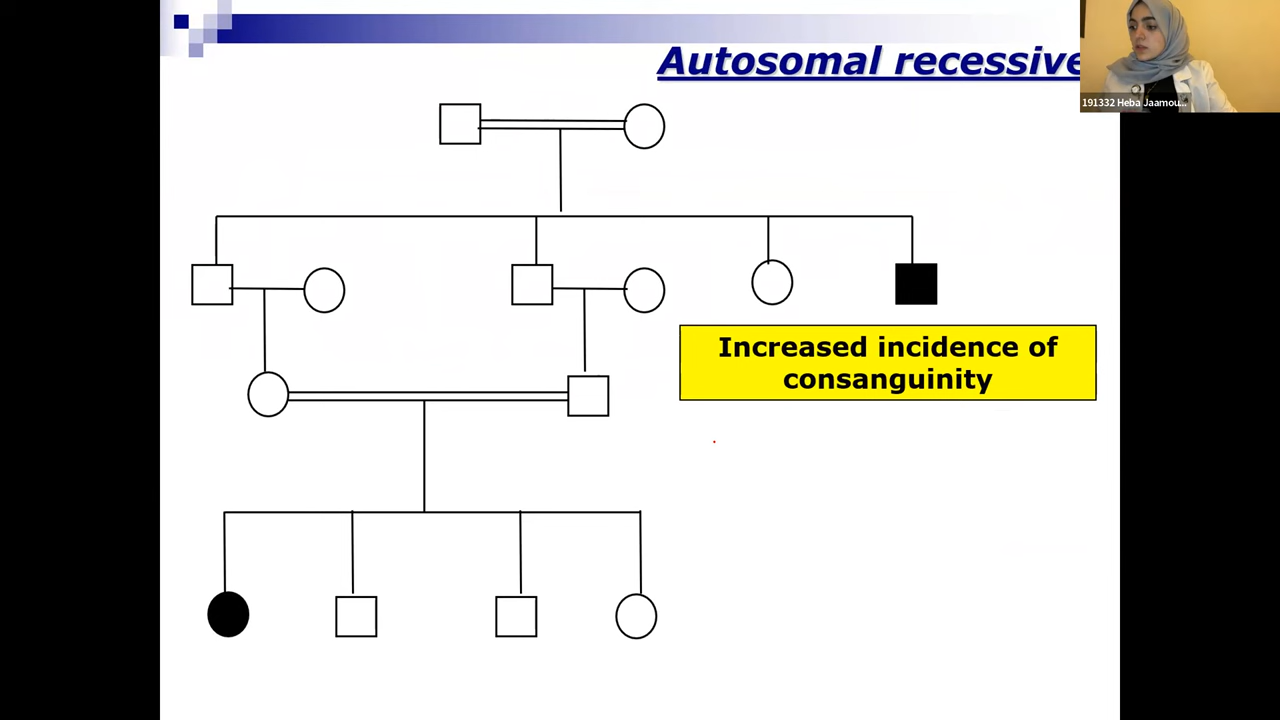 Autosomal recessive
191332 Heba Jaamou...
Increased incidence of
consanguinity